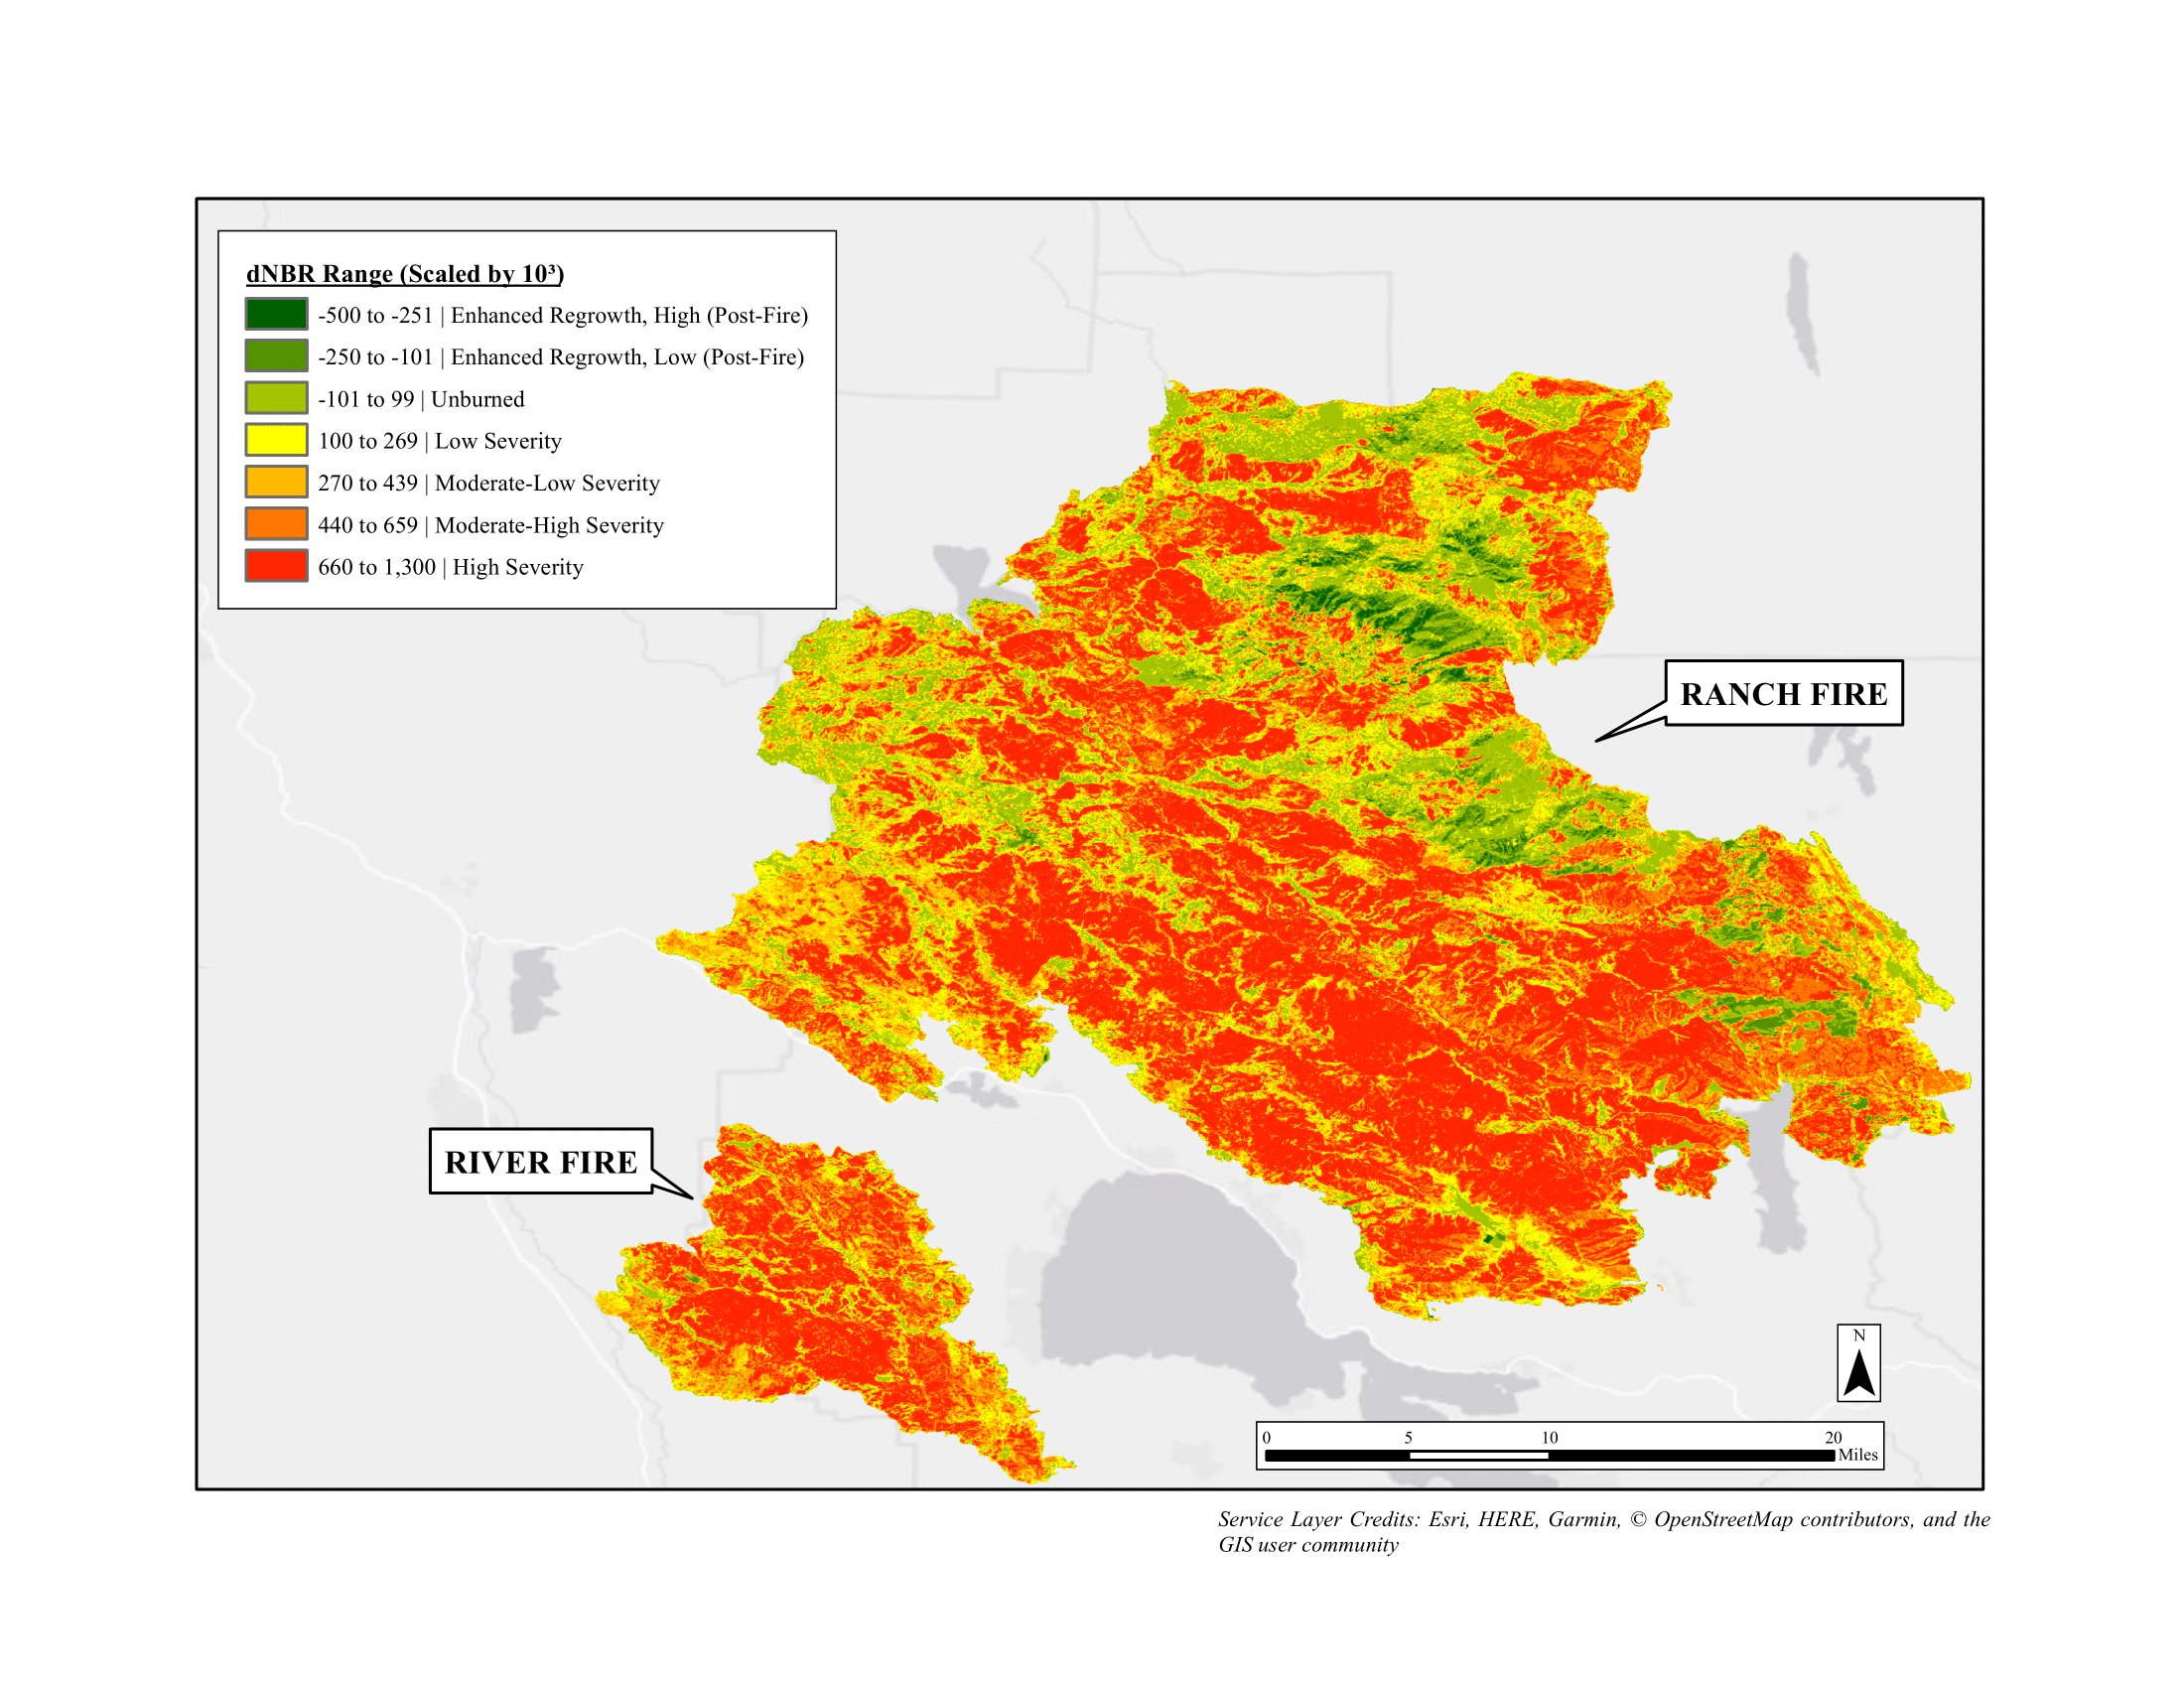 dNBR Range (Scaled by 10³)
-500 to -251 | Enhanced Regrowth, High (Post-Fire)
-250 to -101 | Enhanced Regrowth, Low (Post-Fire)
-101 to 99 | Unburned
100 to 269 | Low Severity
270 to 439 | Moderate-Low Severity
440 to 659 | Moderate-High Severity
660 to 1,300 | High Severity
RANCH FIRE
RIVER FIRE
N
0 5 10 20
Miles
Service Layer Credits: Esri, HERE, Garmin, © OpenStreetMap contributors, and the
GIS user community